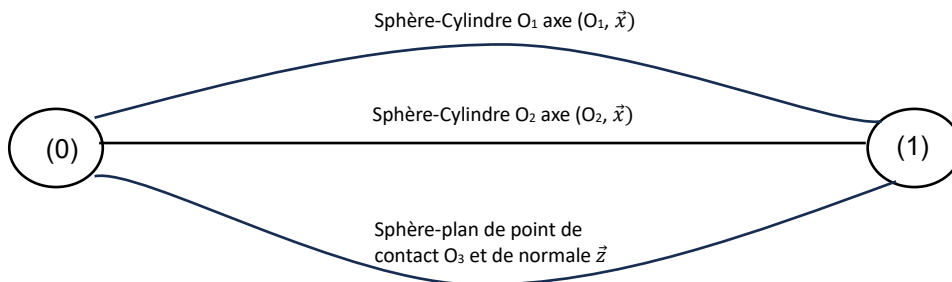 Sphère-Cylindre O₁ axe (O₁, x⃗)
Sphère-Cylindre O₂ axe (O₂, x⃗)
(0)
(1)
Sphère-plan de point de
contact O₃ et de normale z⃗